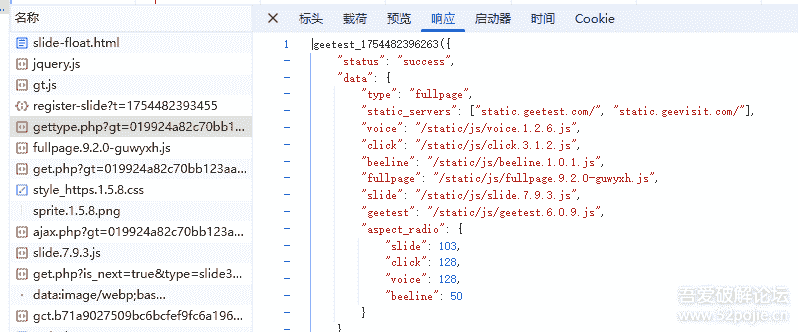 名称
slide-float.html
jquery.js
gt.js
register-slide?t=1754482393455
gettype.php?gt=019924a82c70bb1...
fullpage.9.2.0-guwyxh.js
get.php?gt=019924a82c70bb123aa...
style_https.1.5.8.css
sprite.1.5.8.png
ajax.php?gt=019924a82c70bb123a...
slide.7.9.3.js
get.php?is_next=true&type=slide3...
data:image/webp;bas...
gct.b71a9027509bc6bcfef9fc6a196...
标头 载荷 预览 响应 启动器 时间 Cookie
1 geetest_1754482396263({
- "status": "success",
- "data": {
- "type": "fullpage",
- "static_servers": ["static.geetest.com/", "static.geevisit.com/"],
- "voice": "/static/js/voice.1.2.6.js",
- "click": "/static/js/click.3.1.2.js",
- "beeline": "/static/js/beeline.1.0.1.js",
- "fullpage": "/static/js/fullpage.9.2.0-guwyxh.js",
- "slide": "/static/js/slide.7.9.3.js",
- "geetest": "/static/js/geetest.6.0.9.js",
- "aspect_radio": {
- "slide": 103,
- "click": 128,
- "voice": 128,
- "beeline": 50
- }
- }
吾爱破解论坛
www.52pojie.cn